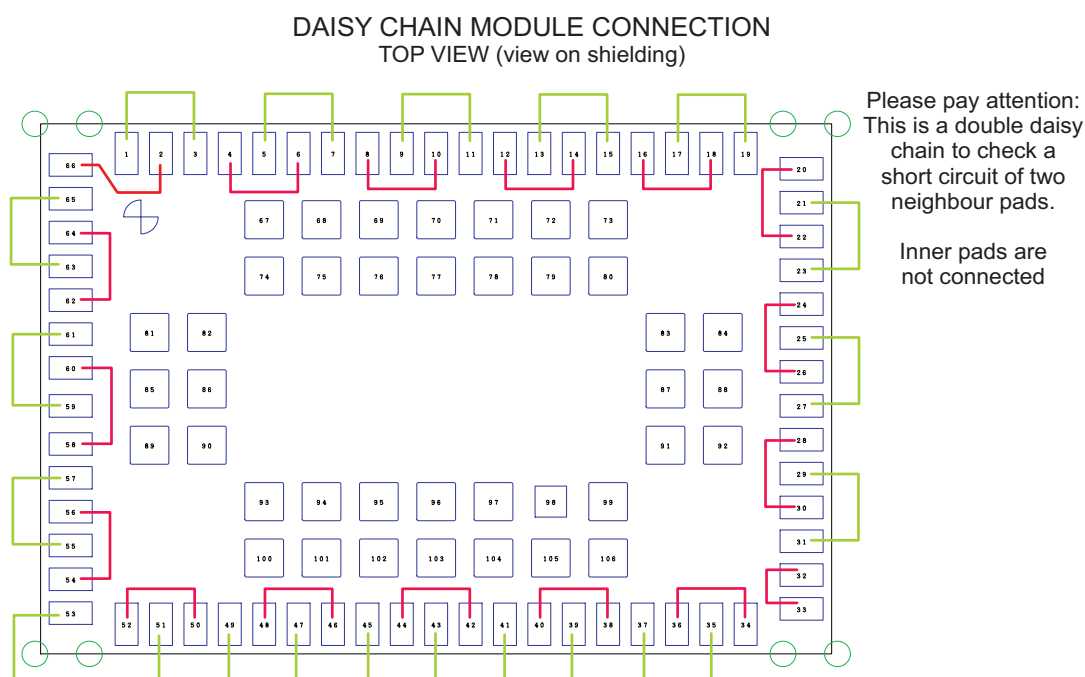 DAISY CHAIN MODULE CONNECTION
TOP VIEW (view on shielding)
Please pay attention:
This is a double daisy
chain to check a
short circuit of two
neighbour pads.
Inner pads are
not connected
1 2 3 4 5 6 7 8 9 10 11 12 13 14 15 16 17 18 19
66 20
65 21
64 22
63 23
62 24
61 25
60 26
59 27
58 28
57 29
56 30
55 31
54 32
53 33
67 68 69 70 71 72 73
74 75 76 77 78 79 80
81 82 83 84
85 86 87 88
89 90 91 92
93 94 95 96 97 98 99
100 101 102 103 104 105 106
52 51 50 49 48 47 46 45 44 43 42 41 40 39 38 37 36 35 34